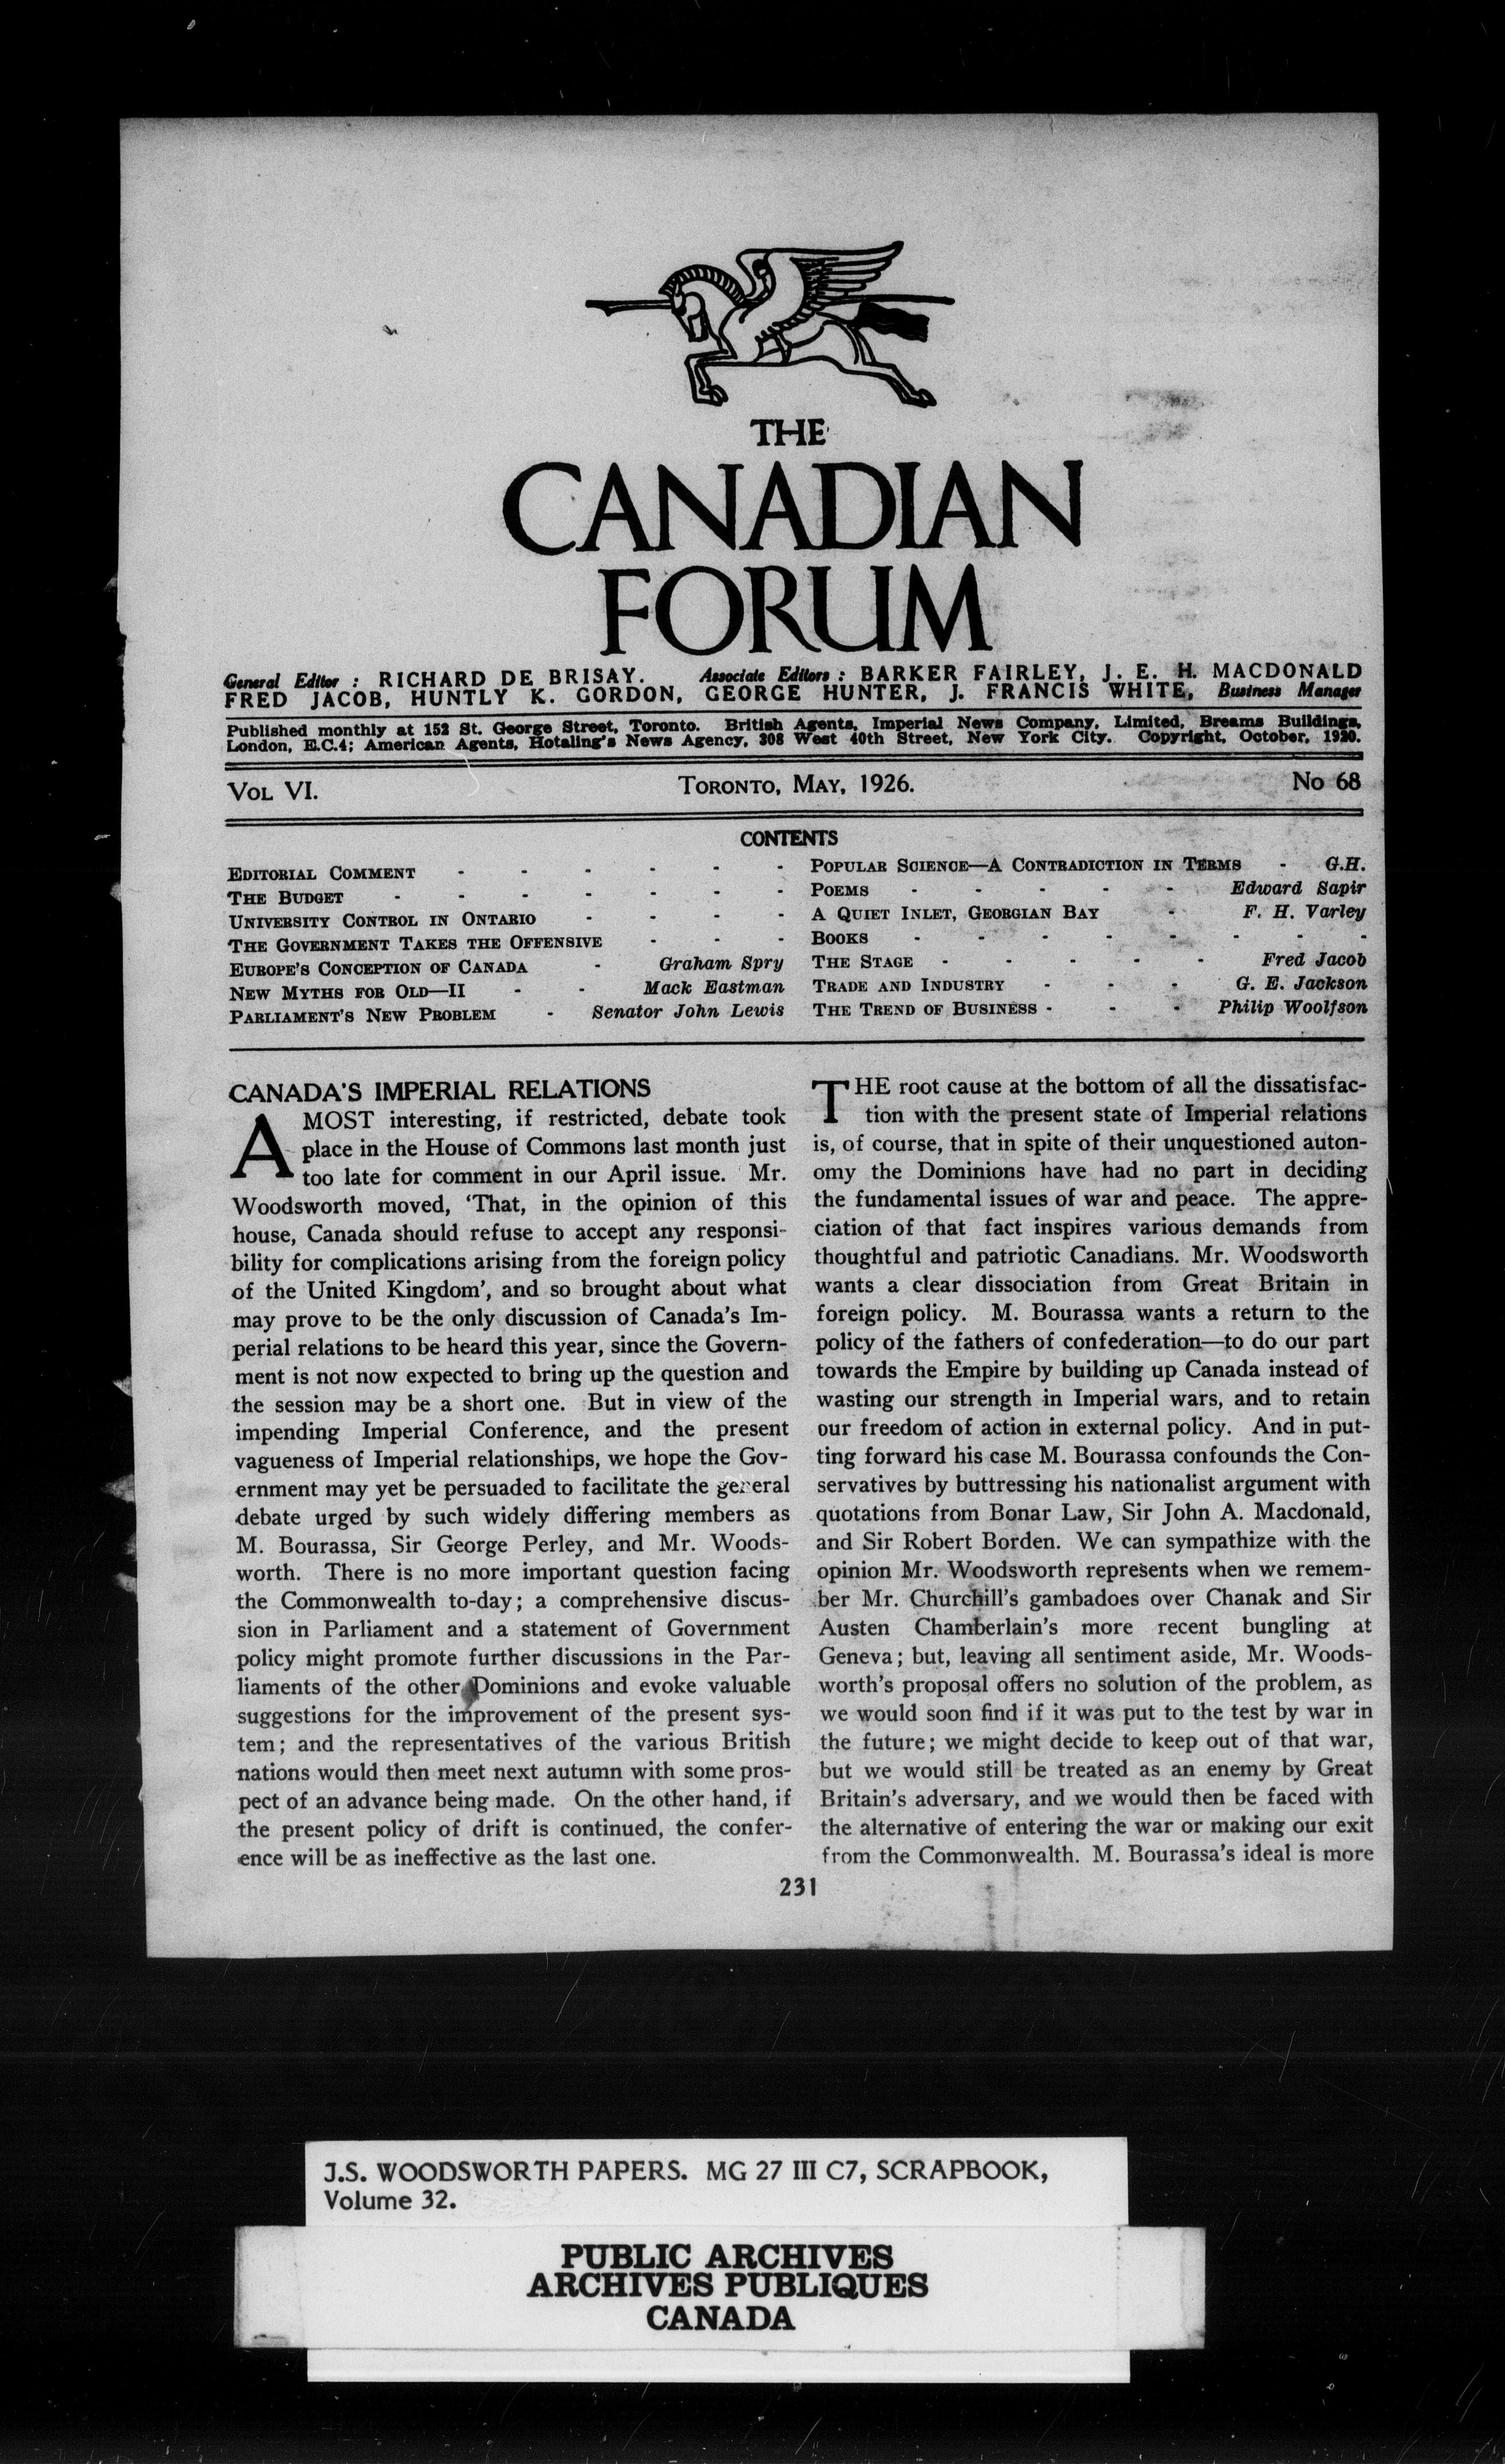 THE
CANADIAN
FORUM
General Editor : RICHARD DE BRISAY. Associate Editors : BARKER FAIRLEY, J. E. H. MACDONALD
FRED JACOB, HUNTLY K. GORDON, GEORGE HUNTER, J. FRANCIS WHITE, Business Manager
Published monthly at 152 St. George Street, Toronto. British Agents, Imperial News Company, Limited, Breams Buildings,
London, E.C.4; American Agents, Hotaling's News Agency, 308 West 40th Street, New York City. Copyright, October, 1920.
VOL VI. TORONTO, MAY, 1926. No 68
CONTENTS
EDITORIAL COMMENT - - - - - -
THE BUDGET - - - - - - -
UNIVERSITY CONTROL IN ONTARIO - - - -
THE GOVERNMENT TAKES THE OFFENSIVE - - -
EUROPE'S CONCEPTION OF CANADA - Graham Spry
NEW MYTHS FOR OLD—II - - Mack Eastman
PARLIAMENT'S NEW PROBLEM - Senator John Lewis
POPULAR SCIENCE—A CONTRADICTION IN TERMS - G.H.
POEMS - - - - - Edward Sapir
A QUIET INLET, GEORGIAN BAY - F. H. Varley
BOOKS - - - - - - - -
THE STAGE - - - - - Fred Jacob
TRADE AND INDUSTRY - - - G. E. Jackson
THE TREND OF BUSINESS - - - Philip Woolfson
CANADA'S IMPERIAL RELATIONS
A MOST interesting, if restricted, debate took
place in the House of Commons last month just
too late for comment in our April issue. Mr.
Woodsworth moved, 'That, in the opinion of this
house, Canada should refuse to accept any responsi-
bility for complications arising from the foreign policy
of the United Kingdom', and so brought about what
may prove to be the only discussion of Canada's Im-
perial relations to be heard this year, since the Govern-
ment is not now expected to bring up the question and
the session may be a short one. But in view of the
impending Imperial Conference, and the present
vagueness of Imperial relationships, we hope the Gov-
ernment may yet be persuaded to facilitate the general
debate urged by such widely differing members as
M. Bourassa, Sir George Perley, and Mr. Woods-
worth. There is no more important question facing
the Commonwealth to-day; a comprehensive discus-
sion in Parliament and a statement of Government
policy might promote further discussions in the Par-
liaments of the other Dominions and evoke valuable
suggestions for the improvement of the present sys-
tem; and the representatives of the various British
nations would then meet next autumn with some pros-
pect of an advance being made. On the other hand, if
the present policy of drift is continued, the confer-
ence will be as ineffective as the last one.
THE root cause at the bottom of all the dissatisfac-
tion with the present state of Imperial relations
is, of course, that in spite of their unquestioned auton-
omy the Dominions have had no part in deciding
the fundamental issues of war and peace. The appre-
ciation of that fact inspires various demands from
thoughtful and patriotic Canadians. Mr. Woodsworth
wants a clear dissociation from Great Britain in
foreign policy. M. Bourassa wants a return to the
policy of the fathers of confederation—to do our part
towards the Empire by building up Canada instead of
wasting our strength in Imperial wars, and to retain
our freedom of action in external policy. And in put-
ting forward his case M. Bourassa confounds the Con-
servatives by buttressing his nationalist argument with
quotations from Bonar Law, Sir John A. Macdonald,
and Sir Robert Borden. We can sympathize with the
opinion Mr. Woodsworth represents when we remem-
ber Mr. Churchill's gambadoes over Chanak and Sir
Austen Chamberlain's more recent bungling at
Geneva; but, leaving all sentiment aside, Mr. Woods-
worth's proposal offers no solution of the problem, as
we would soon find if it was put to the test by war in
the future; we might decide to keep out of that war,
but we would still be treated as an enemy by Great
Britain's adversary, and we would then be faced with
the alternative of entering the war or making our exit
from the Commonwealth. M. Bourassa's ideal is more
231
J.S. WOODSWORTH PAPERS. MG 27 III C7, SCRAPBOOK,
Volume 32.
PUBLIC ARCHIVES
ARCHIVES PUBLIQUES
CANADA